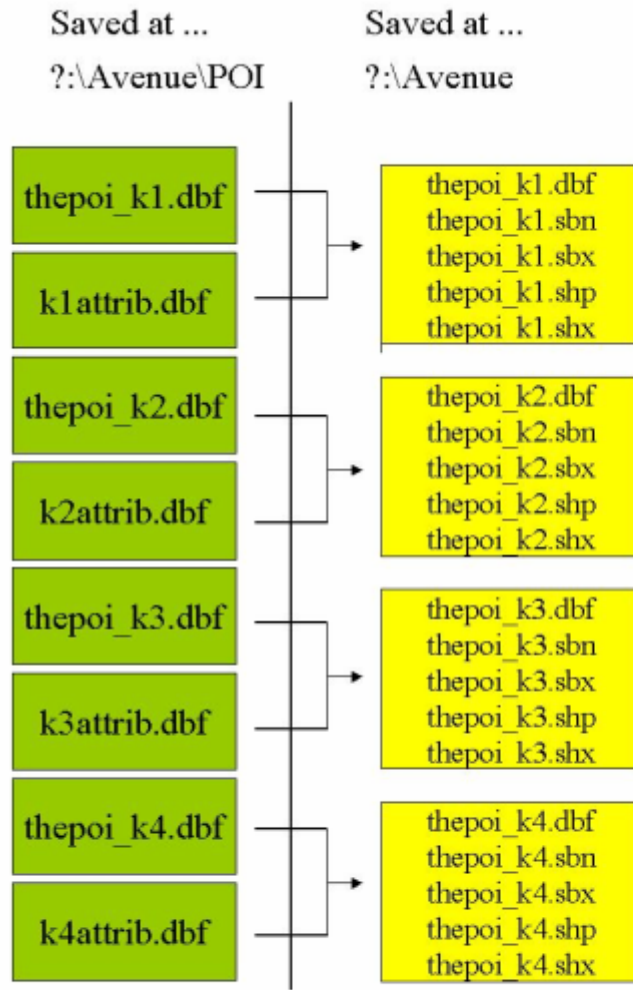 Saved at ...
?:\Avenue\POI
Saved at ...
?:\Avenue
thepoi_k1.dbf
k1attrib.dbf
thepoi_k2.dbf
k2attrib.dbf
thepoi_k3.dbf
k3attrib.dbf
thepoi_k4.dbf
k4attrib.dbf
thepoi_k1.dbf
thepoi_k1.sbn
thepoi_k1.sbx
thepoi_k1.shp
thepoi_k1.shx
thepoi_k2.dbf
thepoi_k2.sbn
thepoi_k2.sbx
thepoi_k2.shp
thepoi_k2.shx
thepoi_k3.dbf
thepoi_k3.sbn
thepoi_k3.sbx
thepoi_k3.shp
thepoi_k3.shx
thepoi_k4.dbf
thepoi_k4.sbn
thepoi_k4.sbx
thepoi_k4.shp
thepoi_k4.shx